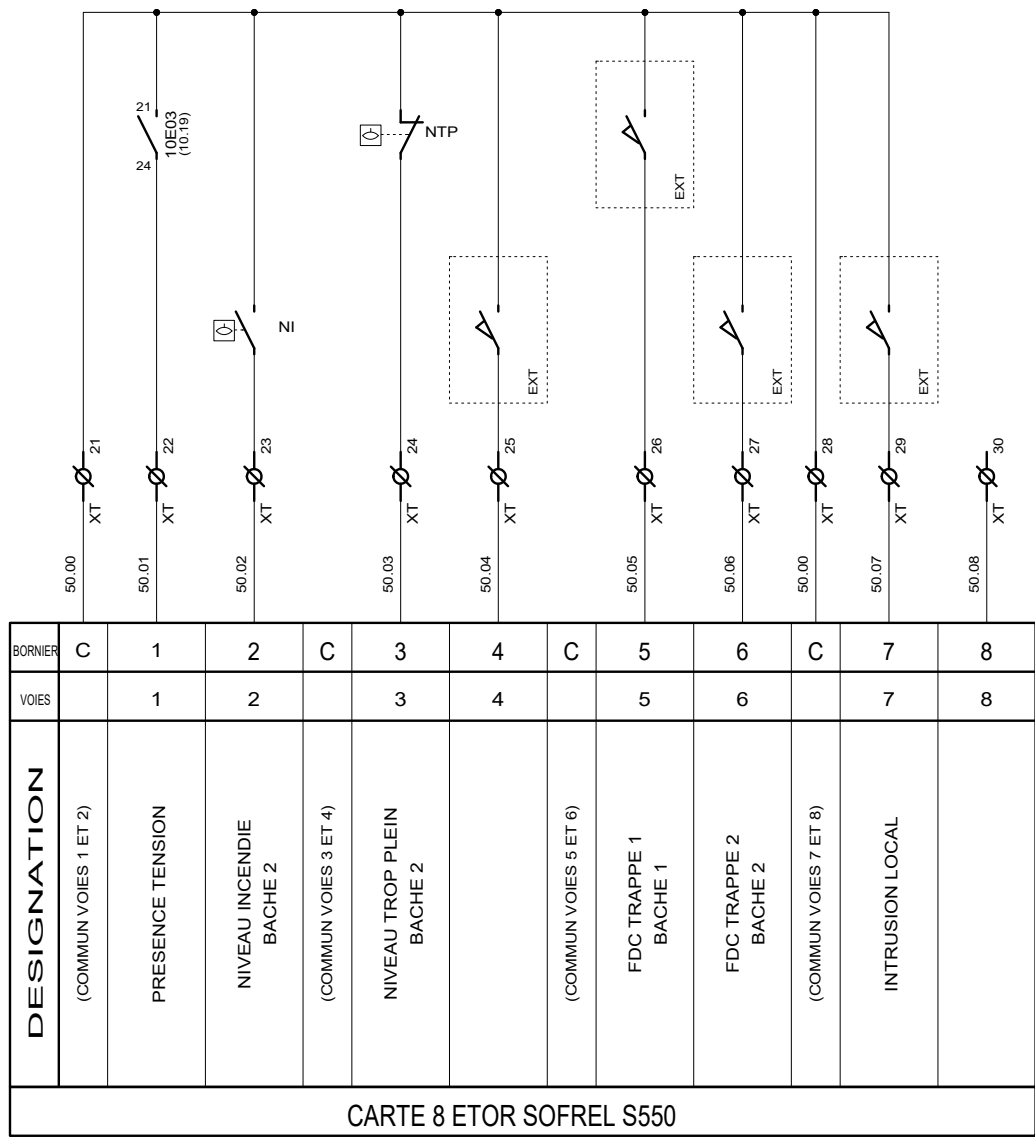 21
24
10E03
(10.19)
NTP
EXT
NI
EXT
EXT
EXT
21
22
23
24
25
26
27
28
29
30
XT
XT
XT
XT
XT
XT
XT
XT
XT
XT
50.00
50.01
50.02
50.03
50.04
50.05
50.06
50.00
50.07
50.08
BORNIER C 1 2 C 3 4 C 5 6 C 7 8
VOIES 1 2 3 4 5 6 7 8
DESIGNATION
(COMMUN VOIES 1 ET 2)
PRESENCE TENSION
NIVEAU INCENDIE
BACHE 2
(COMMUN VOIES 3 ET 4)
NIVEAU TROP PLEIN
BACHE 2
(COMMUN VOIES 5 ET 6)
FDC TRAPPE 1
BACHE 1
FDC TRAPPE 2
BACHE 2
(COMMUN VOIES 7 ET 8)
INTRUSION LOCAL
CARTE 8 ETOR SOFREL S550